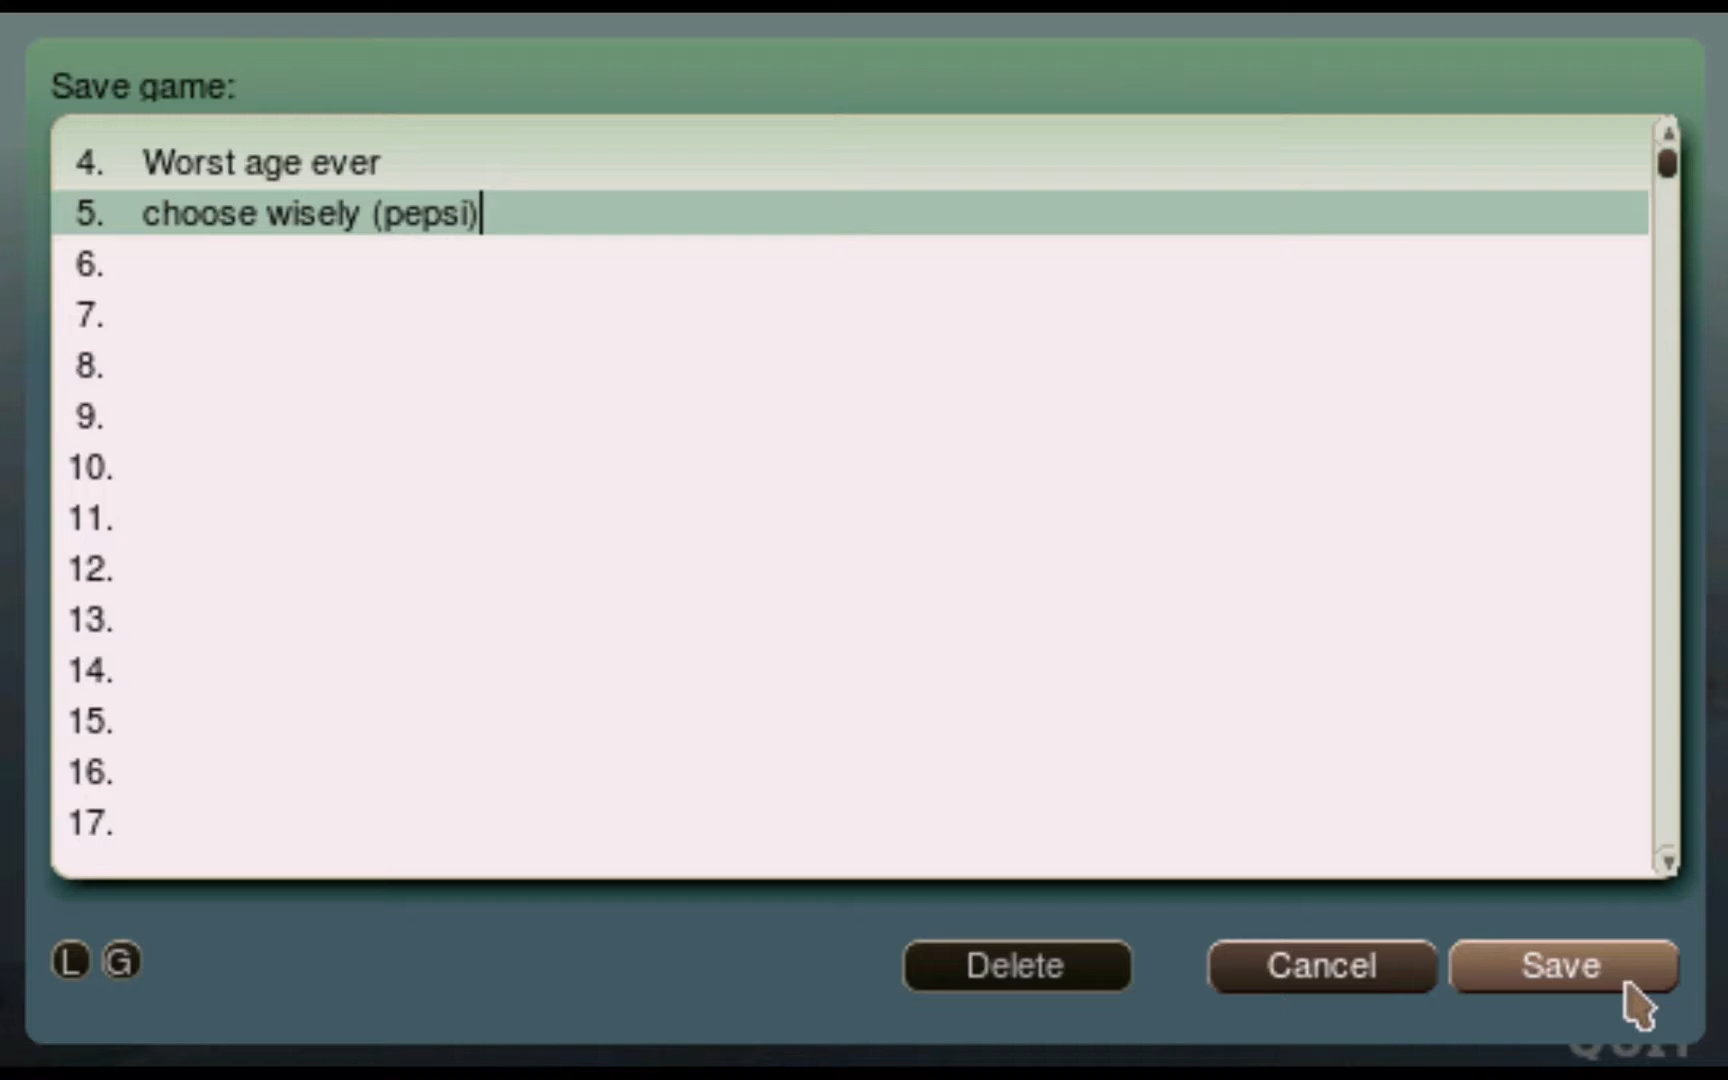 Save game:
4. Worst age ever
5. choose wisely (pepsi)
6.
7.
8.
9.
10.
11.
12.
13.
14.
15.
16.
17.
L G Delete Cancel Save
QUIT